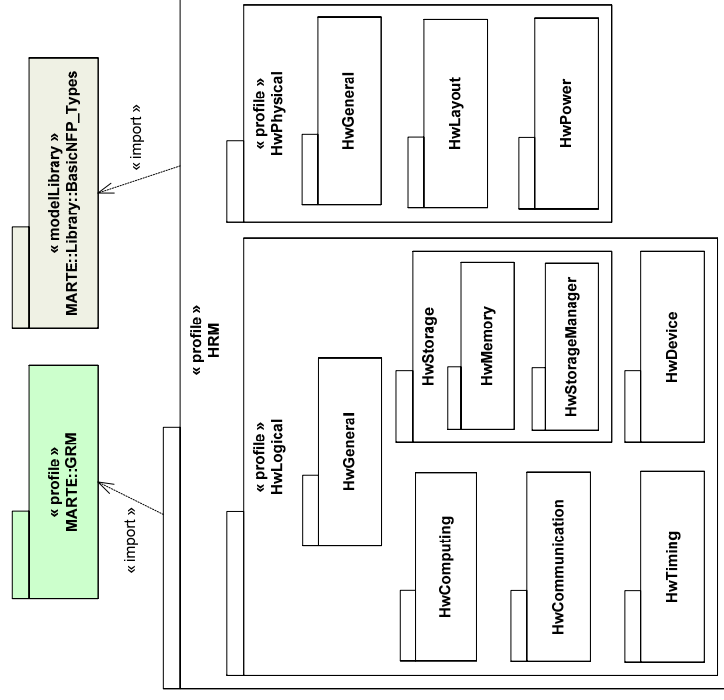 « profile »
MARTE::GRM
« modelLibrary »
MARTE::Library::BasicNFP_Types
« import »
« import »
« profile »
HRM
« profile »
HwLogical
HwGeneral
HwComputing
HwStorage
HwMemory
HwStorageManager
HwCommunication
HwTiming
HwDevice
« profile »
HwPhysical
HwGeneral
HwLayout
HwPower